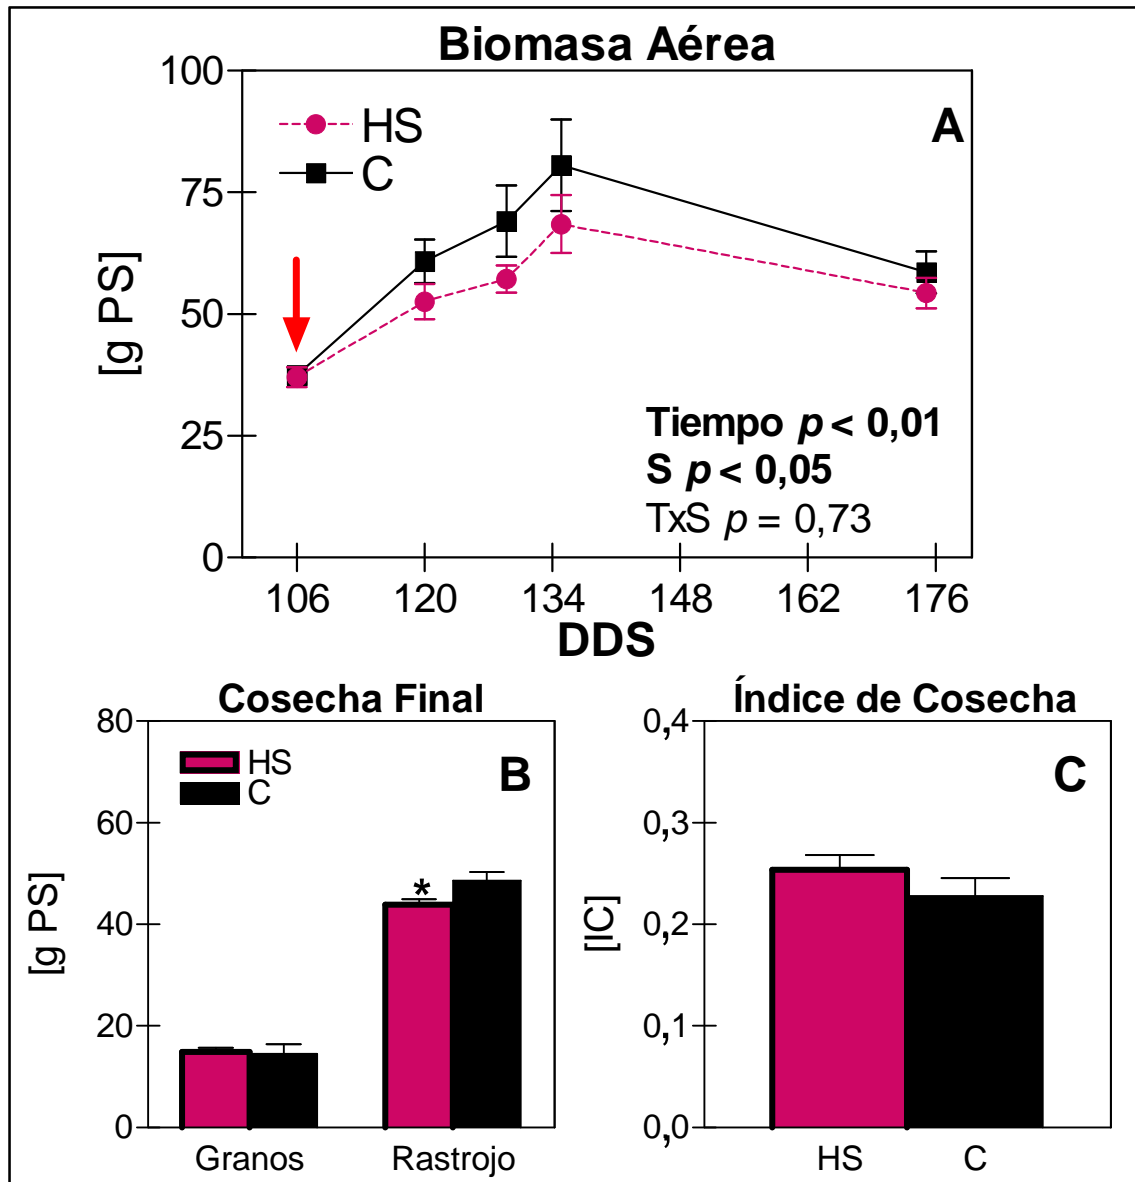 Biomasa Aérea
A
HS
C
[g PS]
100
75
50
25
0
Tiempo p < 0,01
S p < 0,05
TxS p = 0,73
106 120 134 148 162 176
DDS
Cosecha Final
B
HS
C
[g PS]
80
60
40
20
0
*
Granos Rastrojo
Índice de Cosecha
C
[IC]
0,4
0,3
0,2
0,1
0,0
HS C